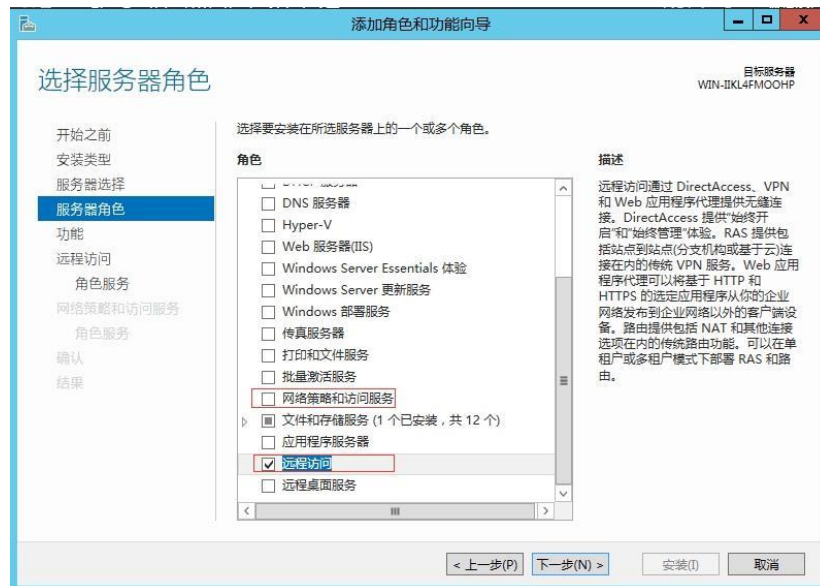 添加角色和功能向导
选择服务器角色
目标服务器
WIN-IIKL4FMOOHP
开始之前
安装类型
服务器选择
服务器角色
功能
远程访问
角色服务
网络策略和访问服务
角色服务
确认
结果
选择要安装在所选服务器上的一个或多个角色。
角色
DNS 服务器
Hyper-V
Web 服务器(IIS)
Windows Server Essentials 体验
Windows Server 更新服务
Windows 部署服务
传真服务器
打印和文件服务
批量激活服务
网络策略和访问服务
文件和存储服务 (1 个已安装，共 12 个)
应用程序服务器
远程访问
远程桌面服务
描述
远程访问通过 DirectAccess、VPN
和 Web 应用程序代理提供无缝连
接。DirectAccess 提供"始终开
启"和"始终管理"体验。RAS 提供包
括站点到站点(分支机构或基于云)连
接在内的传统 VPN 服务。Web 应用
程序代理可以将基于 HTTP 和
HTTPS 的选定应用程序从你的企业
网络发布到企业网络以外的客户端设
备。路由提供包括 NAT 和其他连接
选项在内的传统路由功能。可以在单
租户或多租户模式下部署 RAS 和路
由。
< 上一步(P)
下一步(N) >
安装(I)
取消